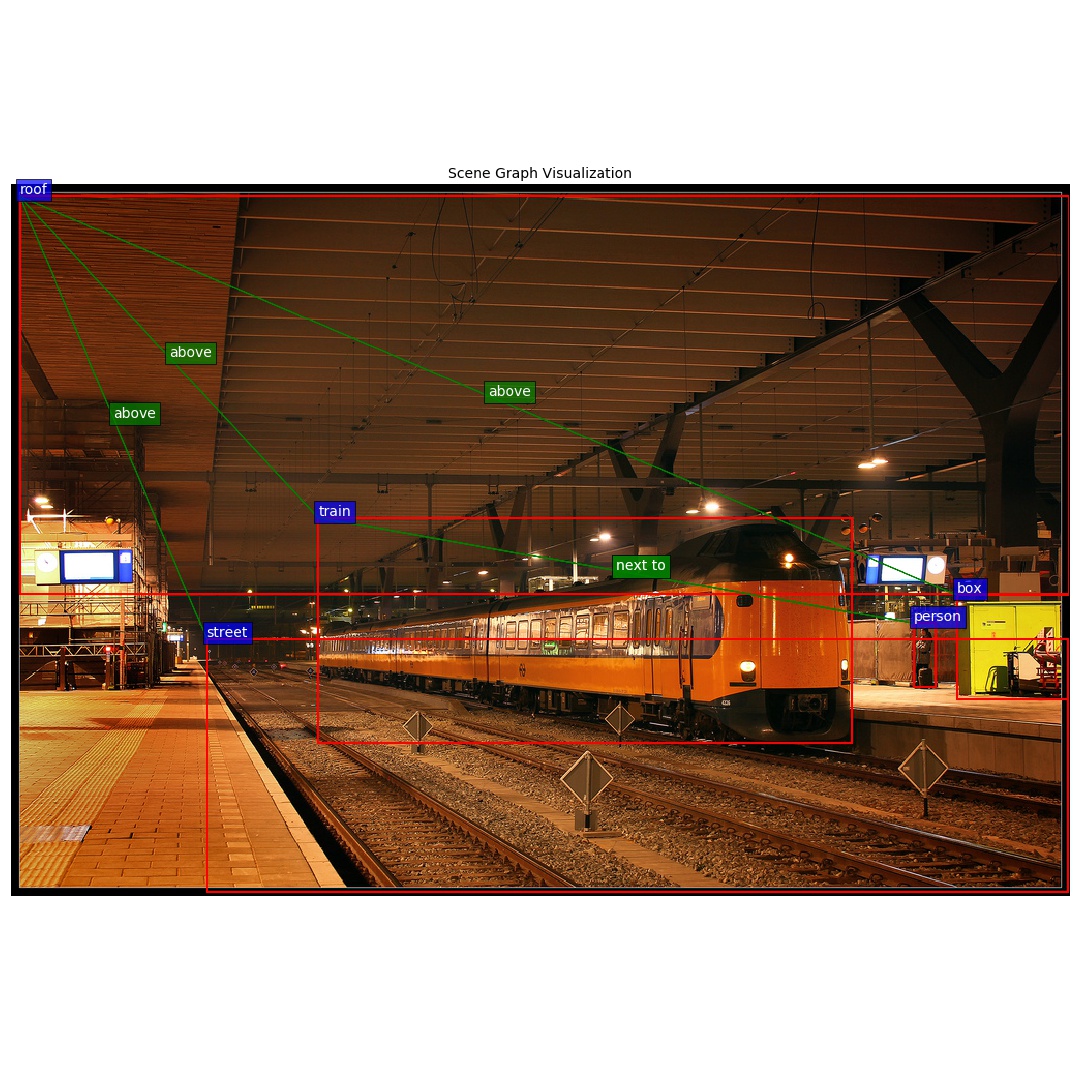 Scene Graph Visualization
roof
above
above
above
train
next to
box
person
street